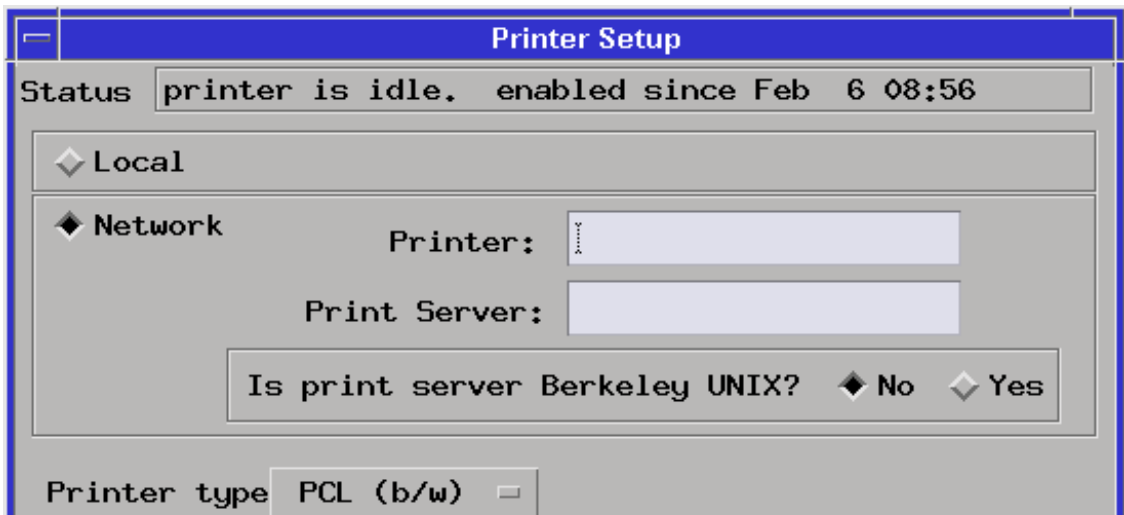 Printer Setup
Status printer is idle.  enabled since Feb  6 08:56
Local
Network
Printer:
Print Server:
Is print server Berkeley UNIX? No Yes
Printer type PCL (b/w)